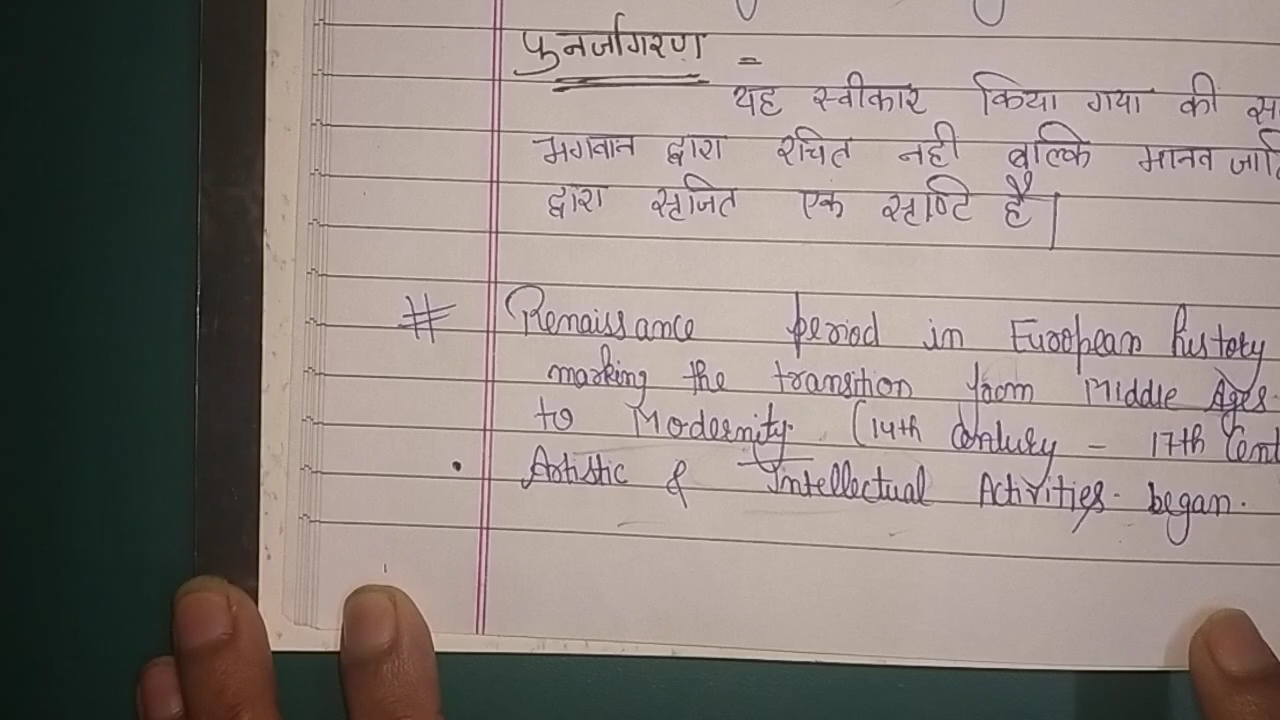 पुनर्जागरण =
यह स्वीकार किया गया की
भगवान द्वारा रचित नही बल्कि मानव
द्वारा सृजित एक सृष्टि है।
# Renaissance period in European history
marking the transition from Middle Ages.
to Modernity. (14th Century - 17th
• Artistic & Intellectual Activities. began.